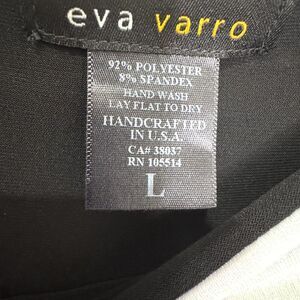 eva varro
92% POLYESTER
8% SPANDEX
HAND WASH
LAY FLAT TO DRY
HANDCRAFTED
IN U.S.A.
CA# 38037
RN 105514
L